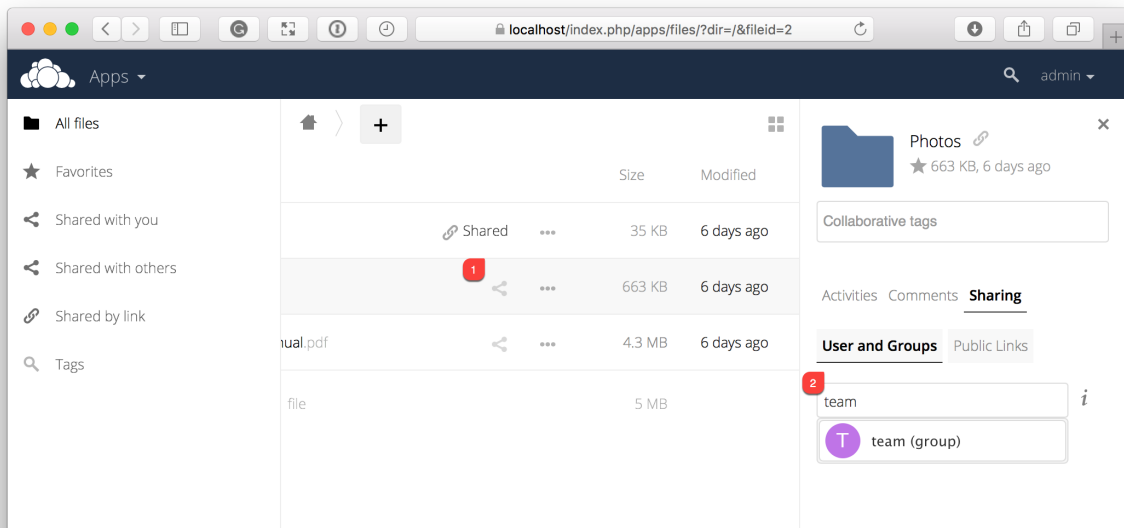 localhost/index.php/apps/files/?dir=/&fileid=2
Apps
admin
All files
Favorites
Shared with you
Shared with others
Shared by link
Tags
Size Modified
Shared 35 KB 6 days ago
1
663 KB 6 days ago
nual.pdf 4.3 MB 6 days ago
file 5 MB
Photos
663 KB, 6 days ago
Collaborative tags
Activities Comments Sharing
User and Groups Public Links
2
team
T team (group)